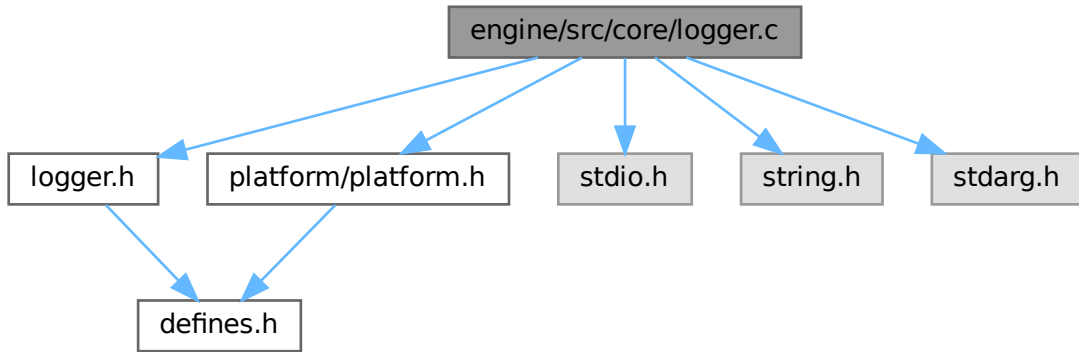 engine/src/core/logger.c
logger.h
platform/platform.h
stdio.h
string.h
stdarg.h
defines.h